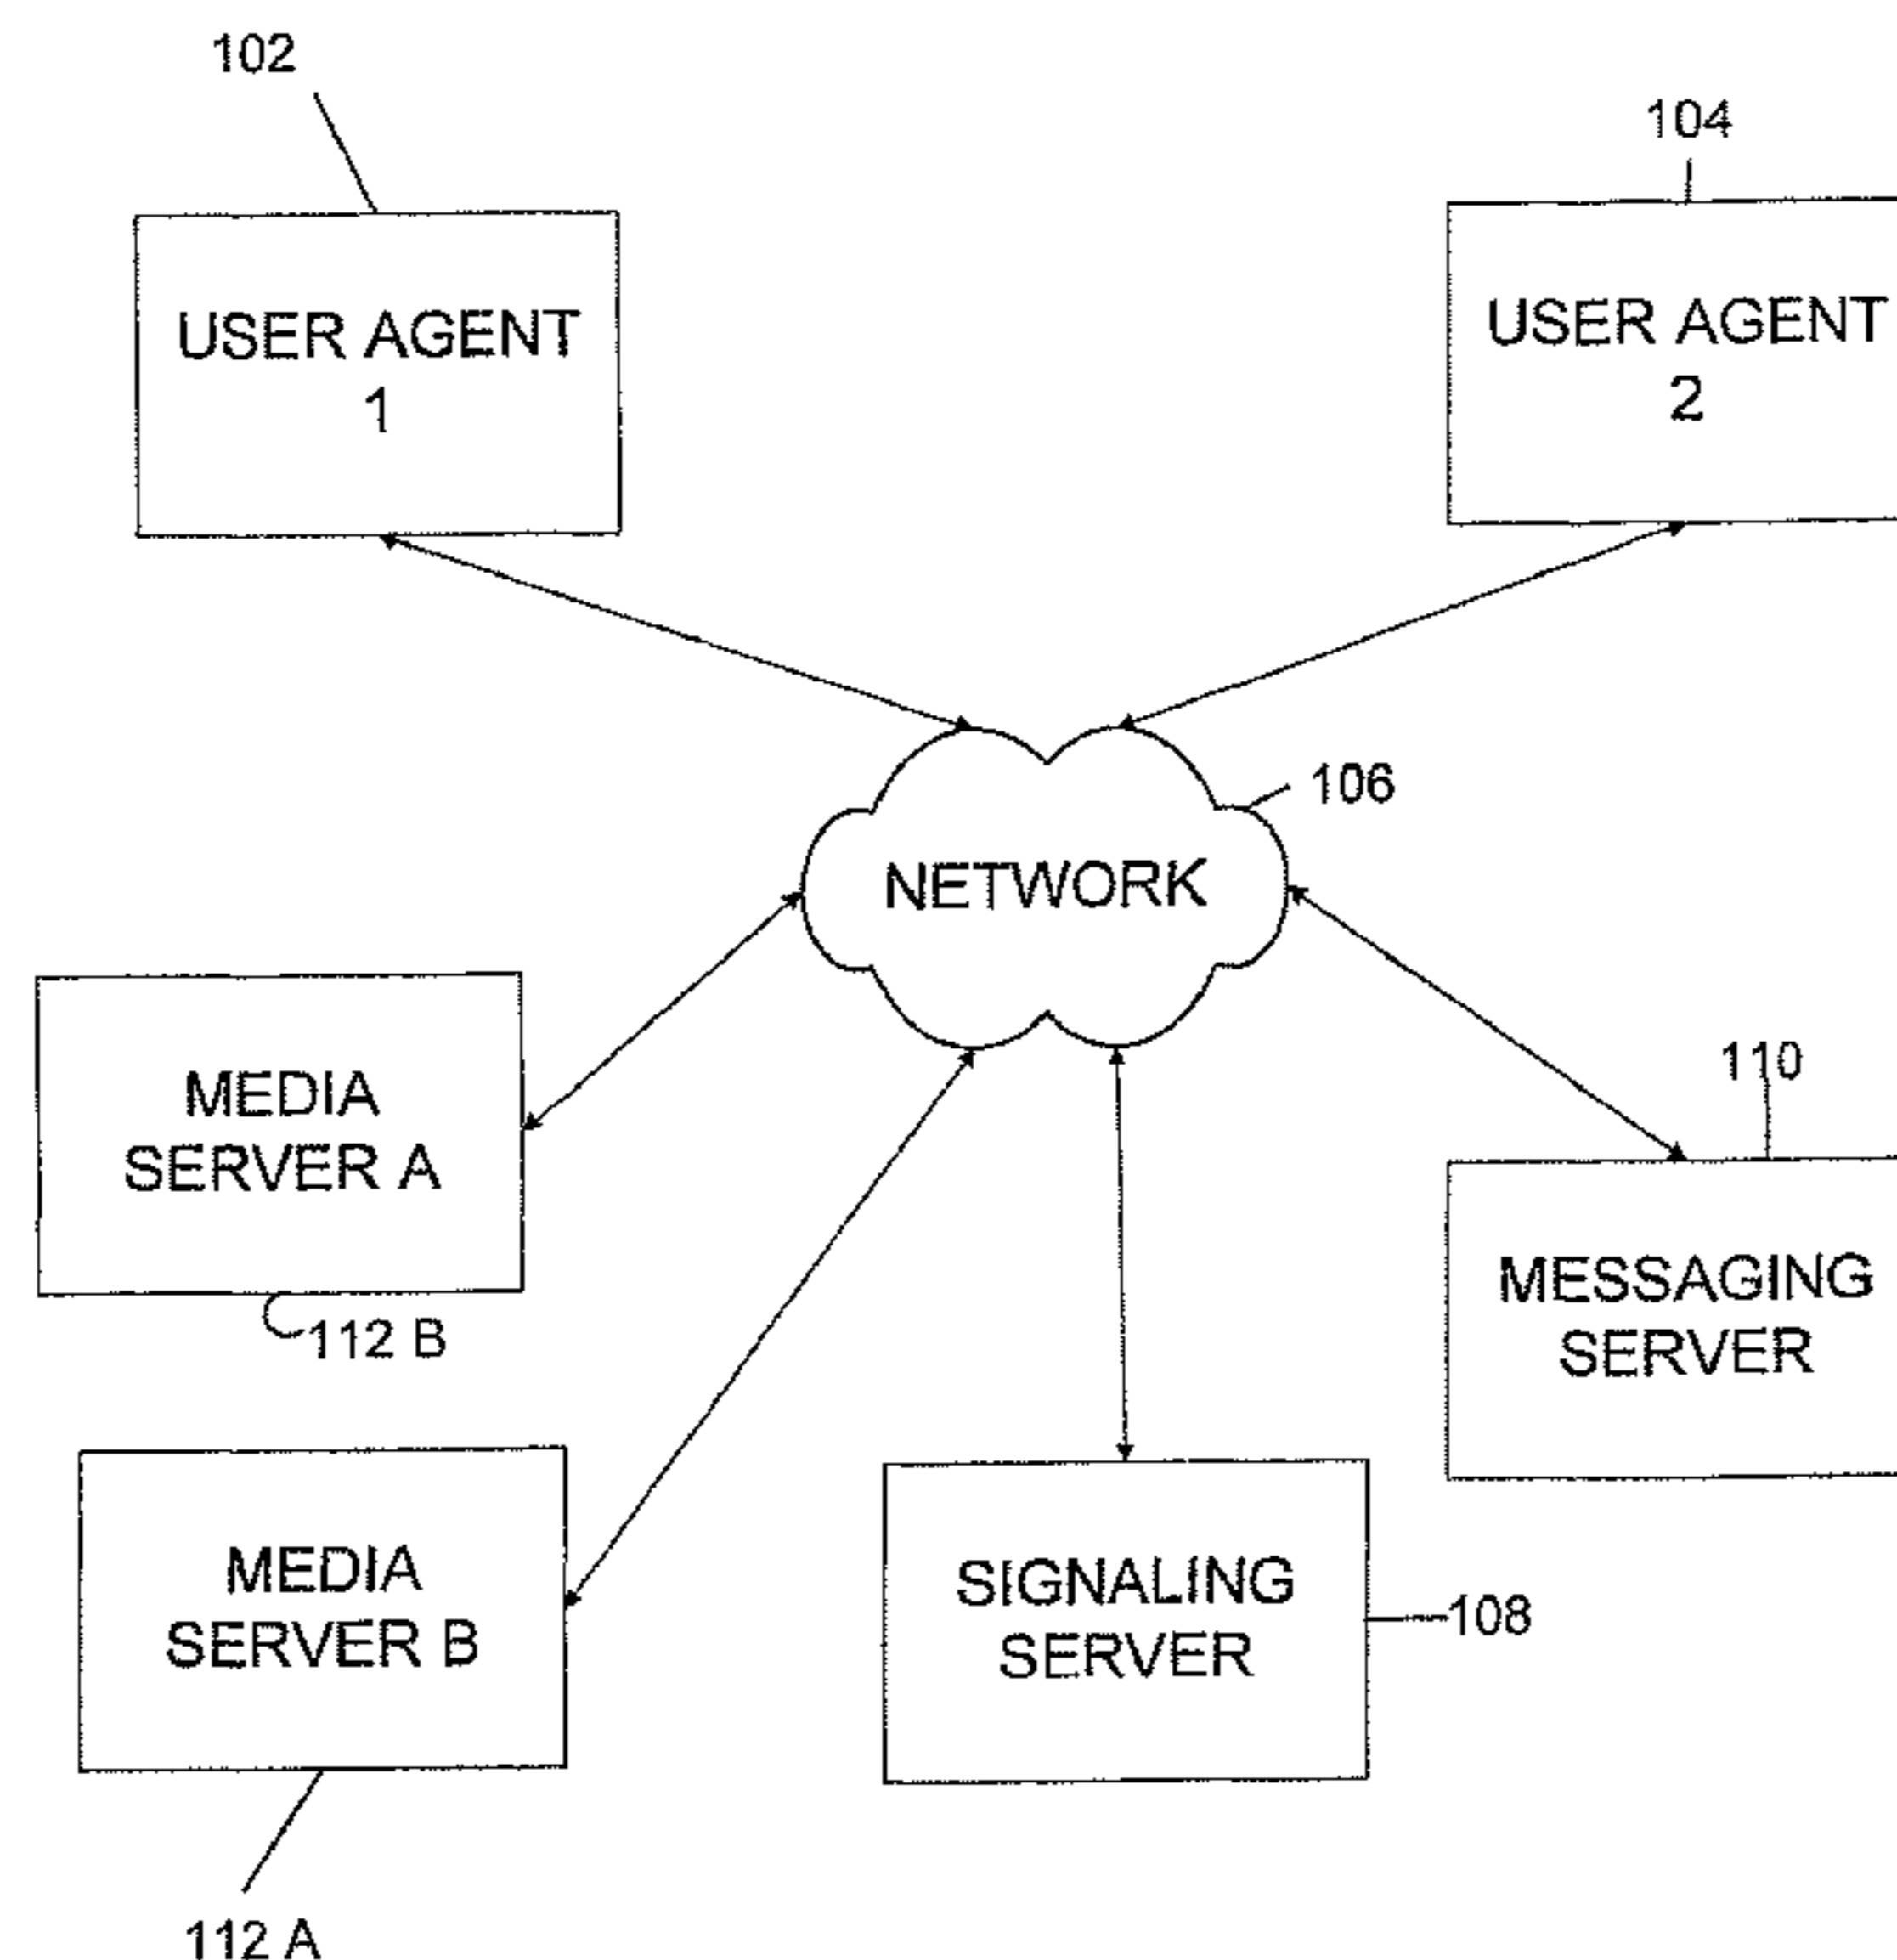 102
104
USER AGENT
1
USER AGENT
2
106
NETWORK
MEDIA
SERVER A
112 B
110
MESSAGING
SERVER
MEDIA
SERVER B
112 A
SIGNALING
SERVER
108